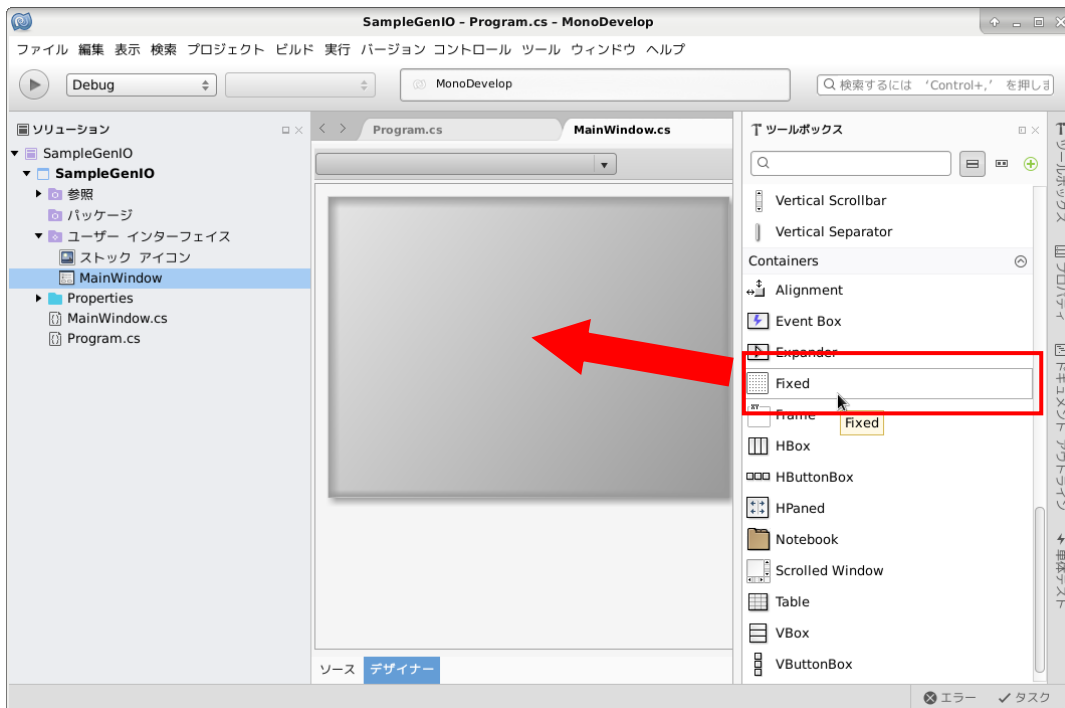 SampleGenIO – Program.cs – MonoDevelop
ファイル 編集 表示 検索 プロジェクト ビルド 実行 バージョン コントロール ツール ウィンドウ ヘルプ
Debug
MonoDevelop
検索するには 'Control+,' を押しま
ソリューション
SampleGenIO
SampleGenIO
参照
パッケージ
ユーザー インターフェイス
ストック アイコン
MainWindow
Properties
MainWindow.cs
Program.cs
Program.cs
MainWindow.cs
ソース デザイナー
ツールボックス
Vertical Scrollbar
Vertical Separator
Containers
Alignment
Event Box
Expander
Fixed
Frame
Fixed
HBox
HButtonBox
HPaned
Notebook
Scrolled Window
Table
VBox
VButtonBox
ツールボックス
プロパティ
ドキュメント アウトライン
単体テスト
エラー タスク